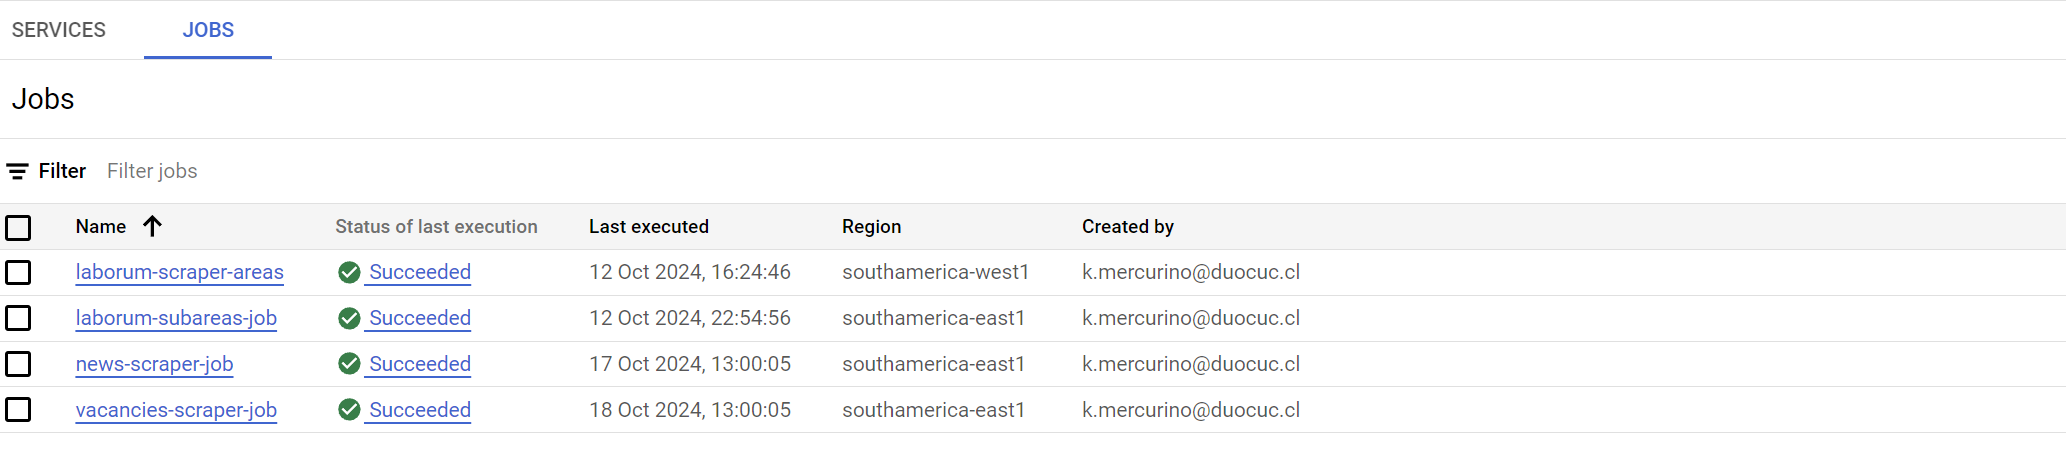 SERVICES JOBS
Jobs
Filter Filter jobs
Name Status of last execution Last executed Region Created by
laborum-scraper-areas Succeeded 12 Oct 2024, 16:24:46 southamerica-west1 k.mercurino@duocuc.cl
laborum-subareas-job Succeeded 12 Oct 2024, 22:54:56 southamerica-east1 k.mercurino@duocuc.cl
news-scraper-job Succeeded 17 Oct 2024, 13:00:05 southamerica-east1 k.mercurino@duocuc.cl
vacancies-scraper-job Succeeded 18 Oct 2024, 13:00:05 southamerica-east1 k.mercurino@duocuc.cl